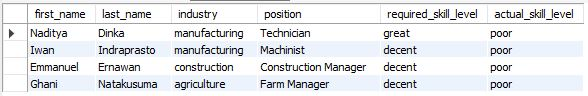 first_name last_name industry position required_skill_level actual_skill_level
Naditya Dinka manufacturing Technician great poor
Iwan Indraprasto manufacturing Machinist decent poor
Emmanuel Ernawan construction Construction Manager decent poor
Ghani Natakusuma agriculture Farm Manager decent poor